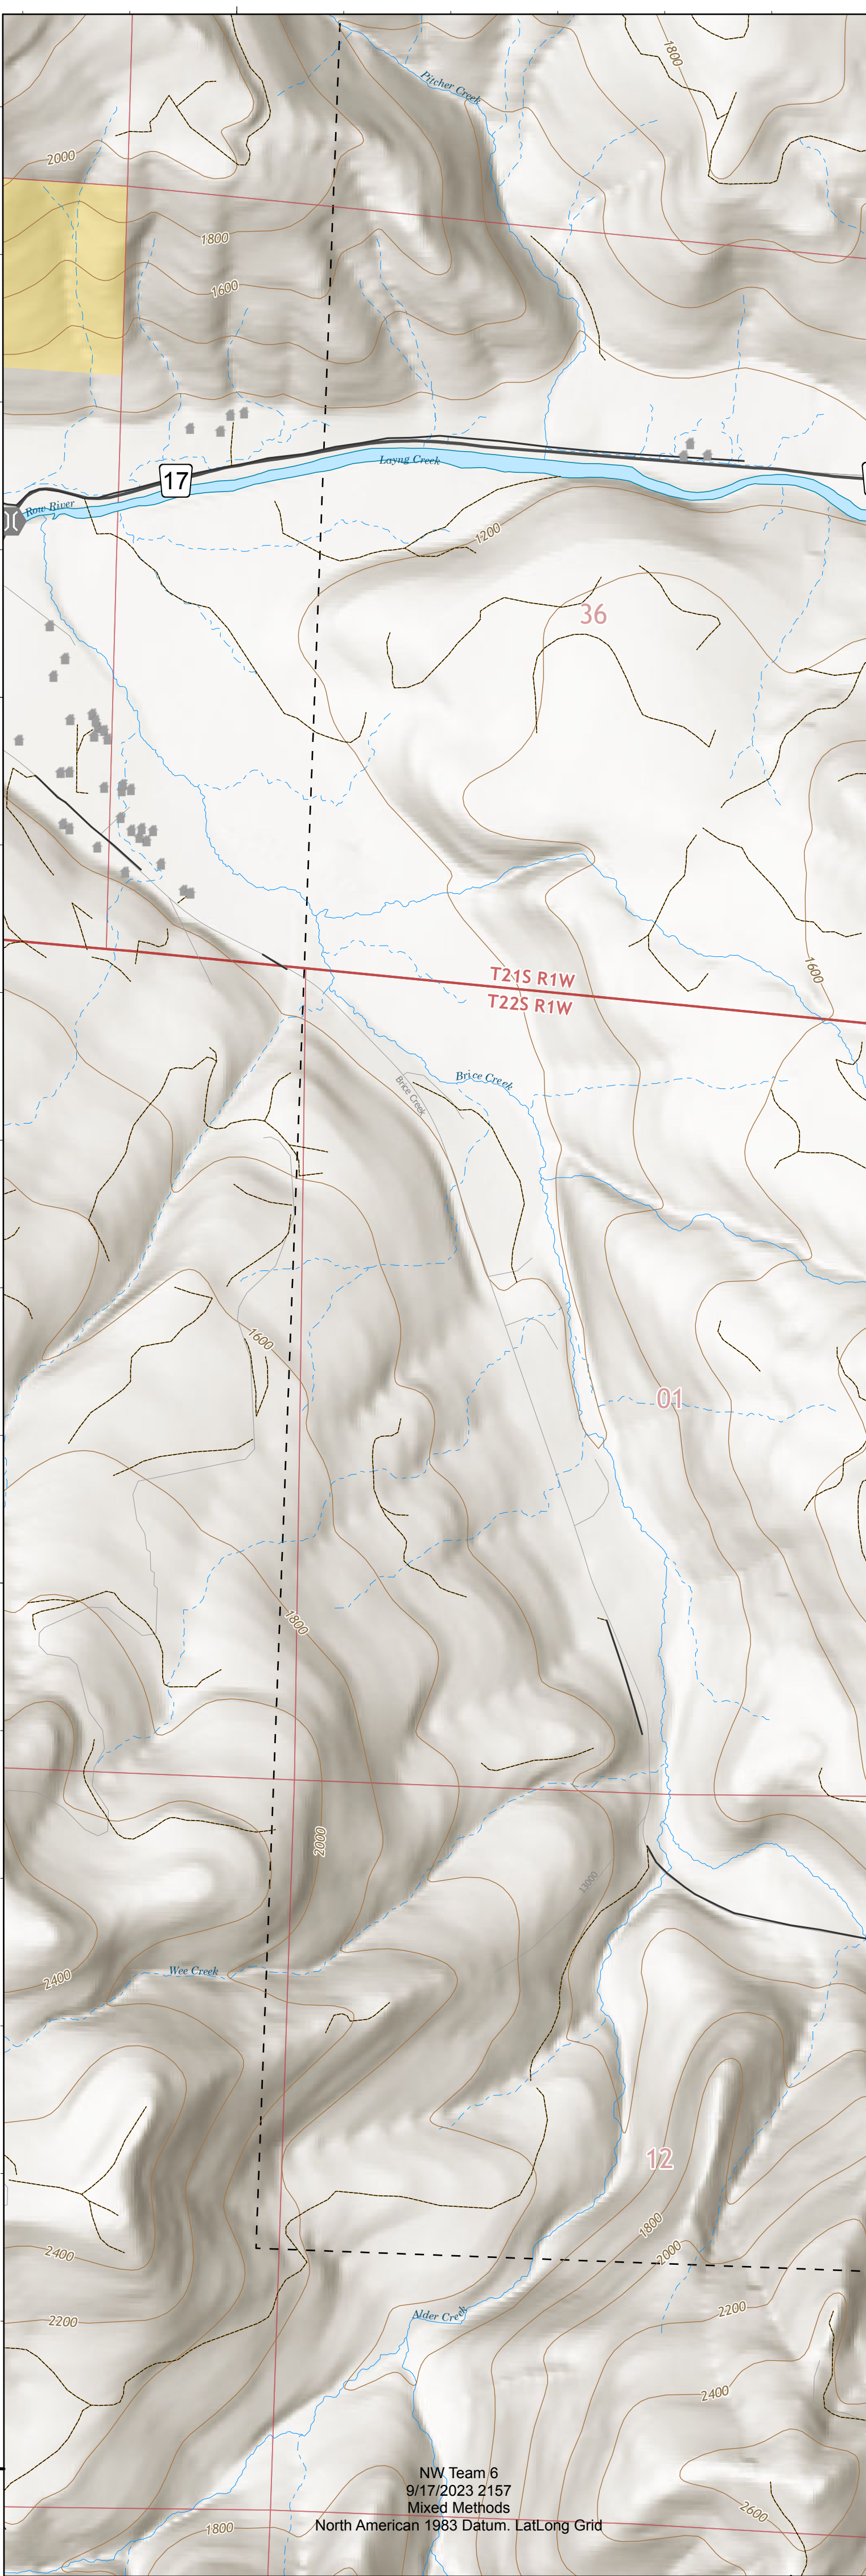 1800
Pitcher Creek
2000
1800
1600
Layng Creek
17
Row River
1200
36
T21S R1W
T22S R1W
1600
Brice Creek
Brice Creek
1600
01
1800
2000
13000
2400
Wee Creek
12
1800
2000
2400
2200
2200
Alder Creek
2400
NW Team 6
9/17/2023 2157
Mixed Methods
North American 1983 Datum. LatLong Grid
2600
1800